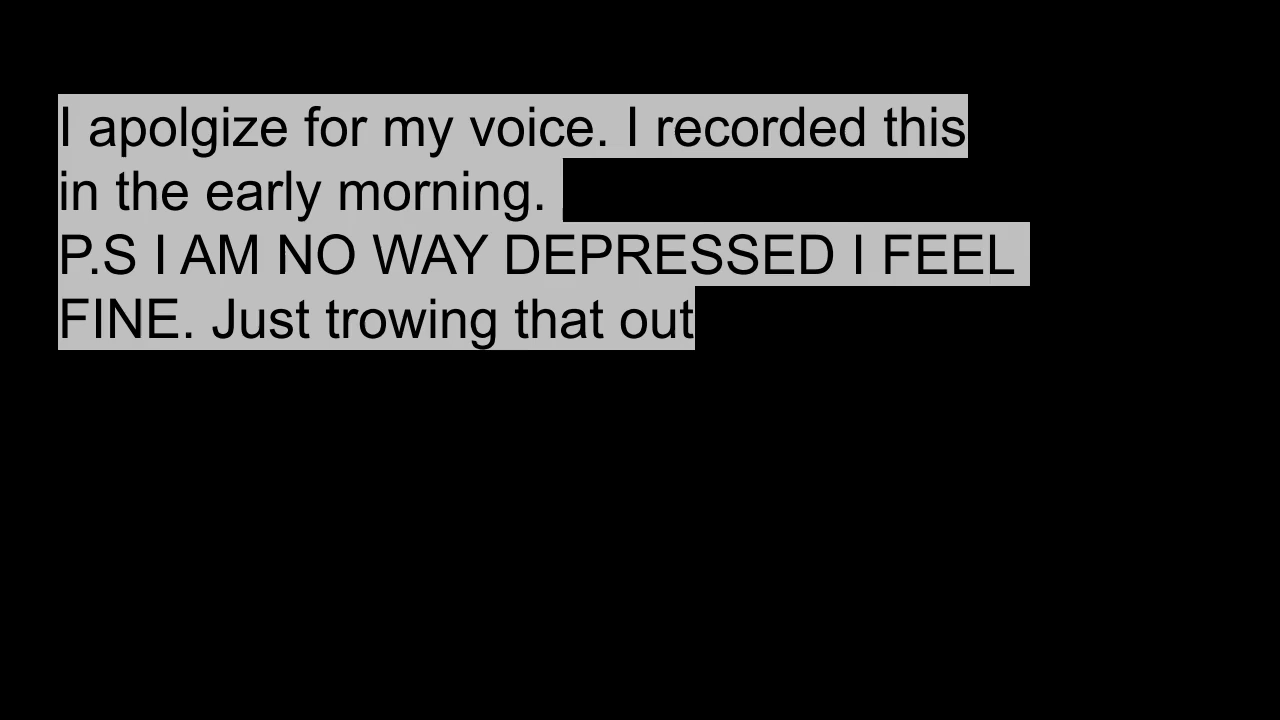 I apolgize for my voice. I recorded this
in the early morning.
P.S I AM NO WAY DEPRESSED I FEEL
FINE. Just trowing that out